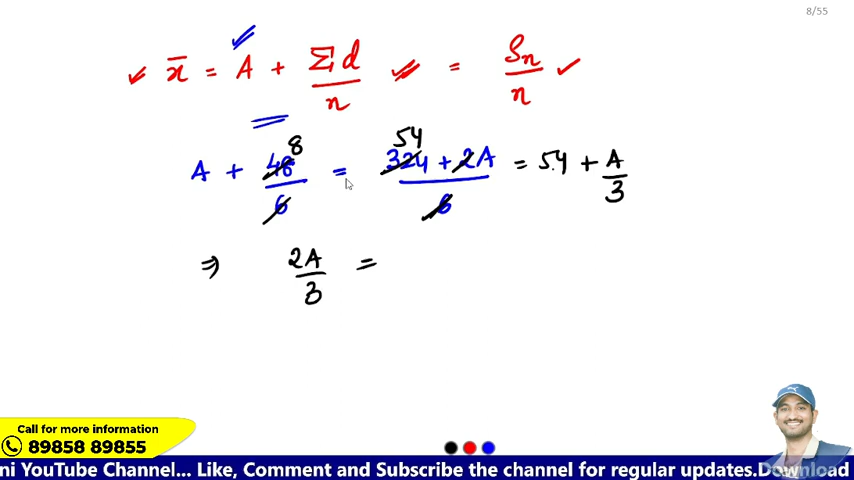 8/55
x̄ = A + Σd/n = Sn/n
A + 48/6 8 = 324 + 2A/6 54 = 54 + A/3
⇒ 2A/3 =
Call for more information
89858 89855
ni YouTube Channel... Like, Comment and Subscribe the channel for regular updates.Download